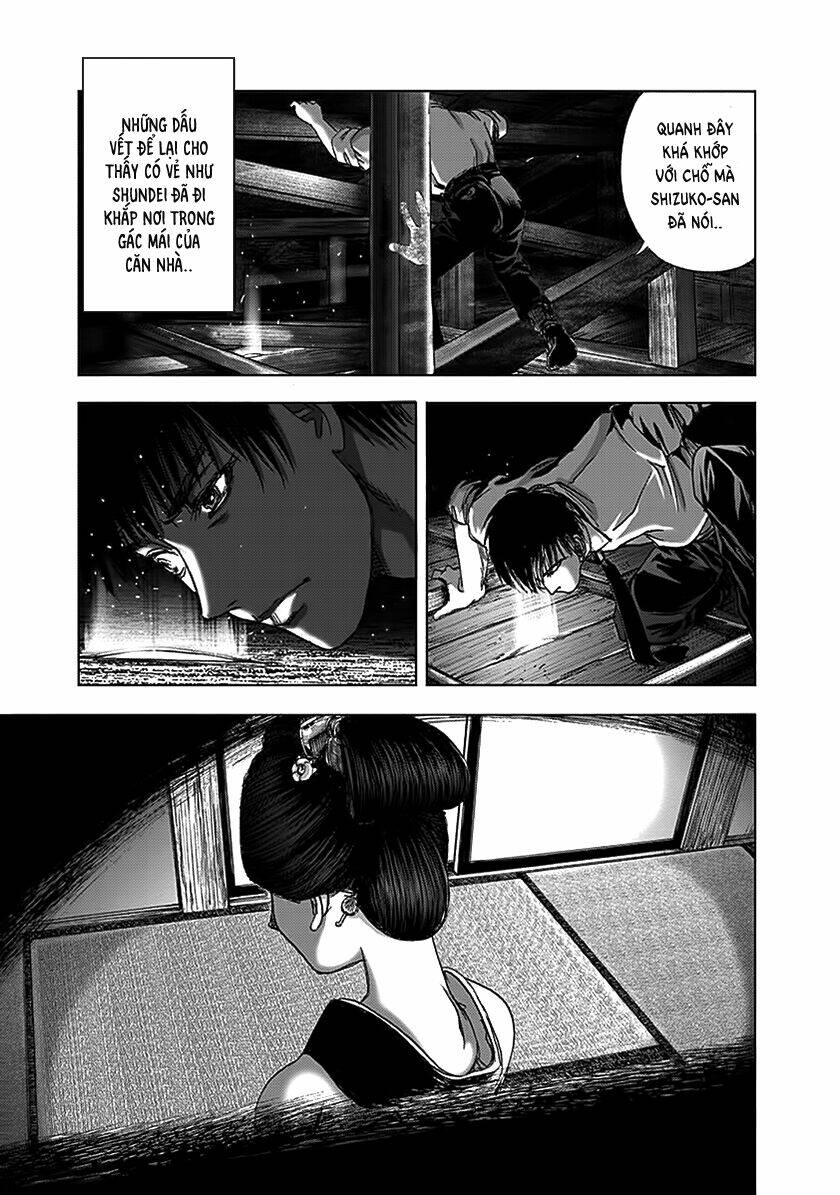 QUANH ĐÂY
KHÁ KHỚP
VỚI CHỖ MÀ
SHIZUKO-SAN
ĐÃ NÓI..
NHỮNG DẤU
VẾT ĐỂ LẠI CHO
THẤY CÓ VẺ NHƯ
SHUNDEI ĐÃ ĐI
KHẮP NƠI TRONG
GÁC MÁI CỦA
CĂN NHÀ..